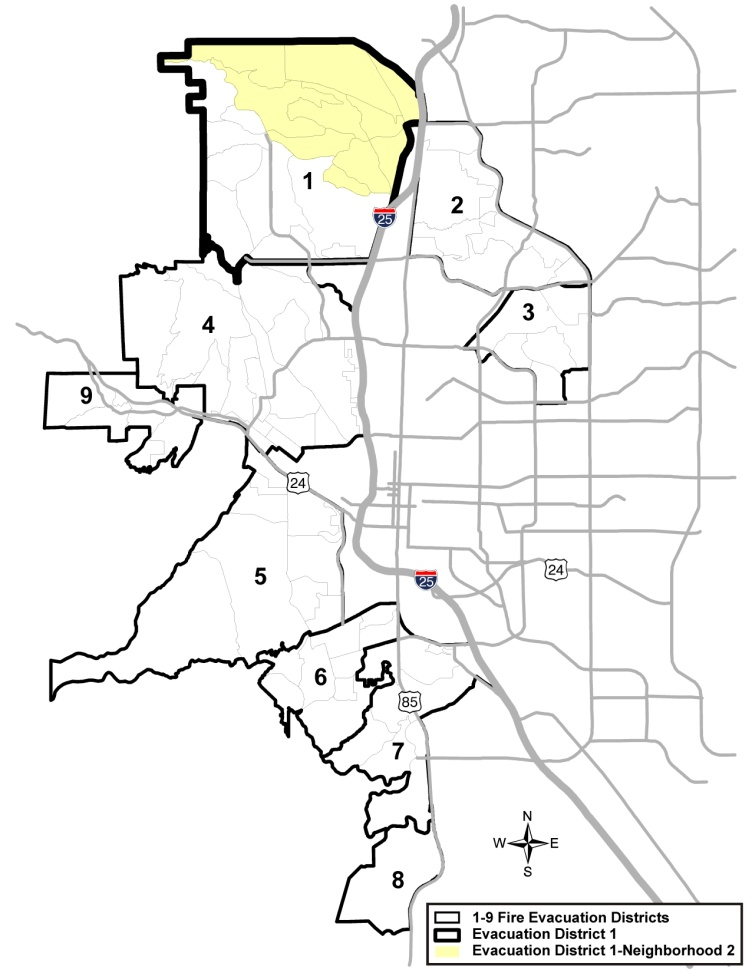 1
25
2
3
4
9
24
5
25
24
6
85
7
N
W
E
S
8
1-9 Fire Evacuation Districts
Evacuation District 1
Evacuation District 1-Neighborhood 2